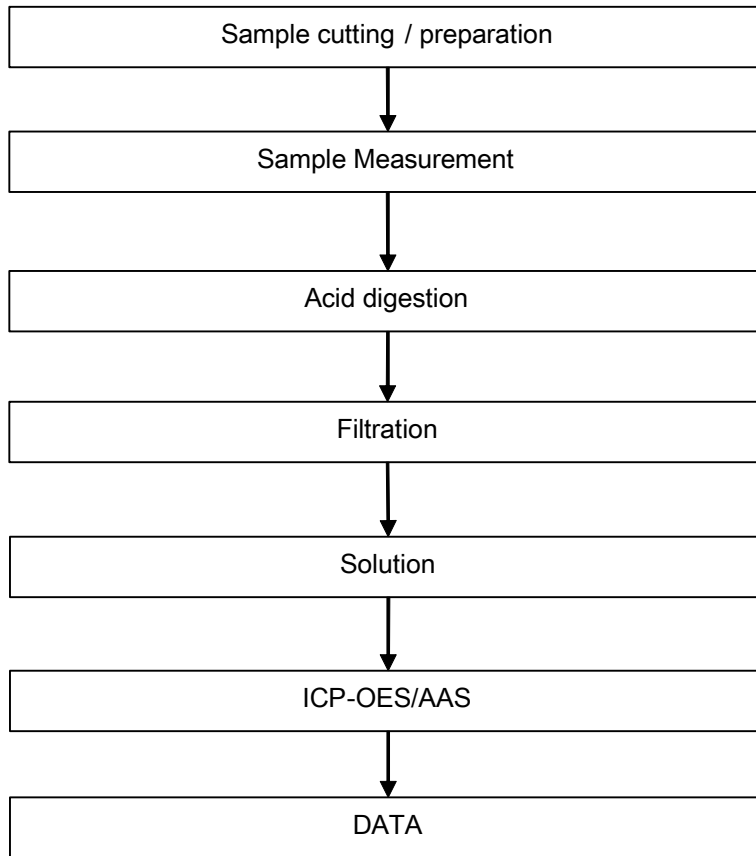 Sample cutting / preparation
Sample Measurement
Acid digestion
Filtration
Solution
ICP-OES/AAS
DATA